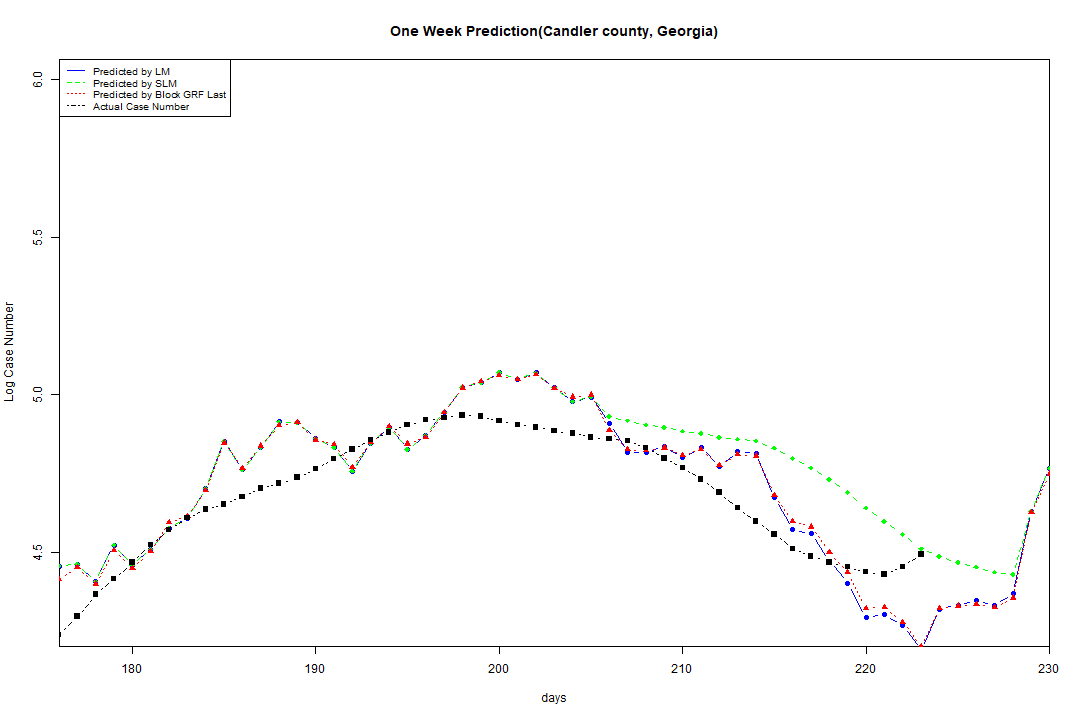 One Week Prediction(Candler county, Georgia)
Predicted by LM
Predicted by SLM
Predicted by Block GRF Last
Actual Case Number
6.0
5.5
5.0
4.5
Log Case Number
180 190 200 210 220 230
days